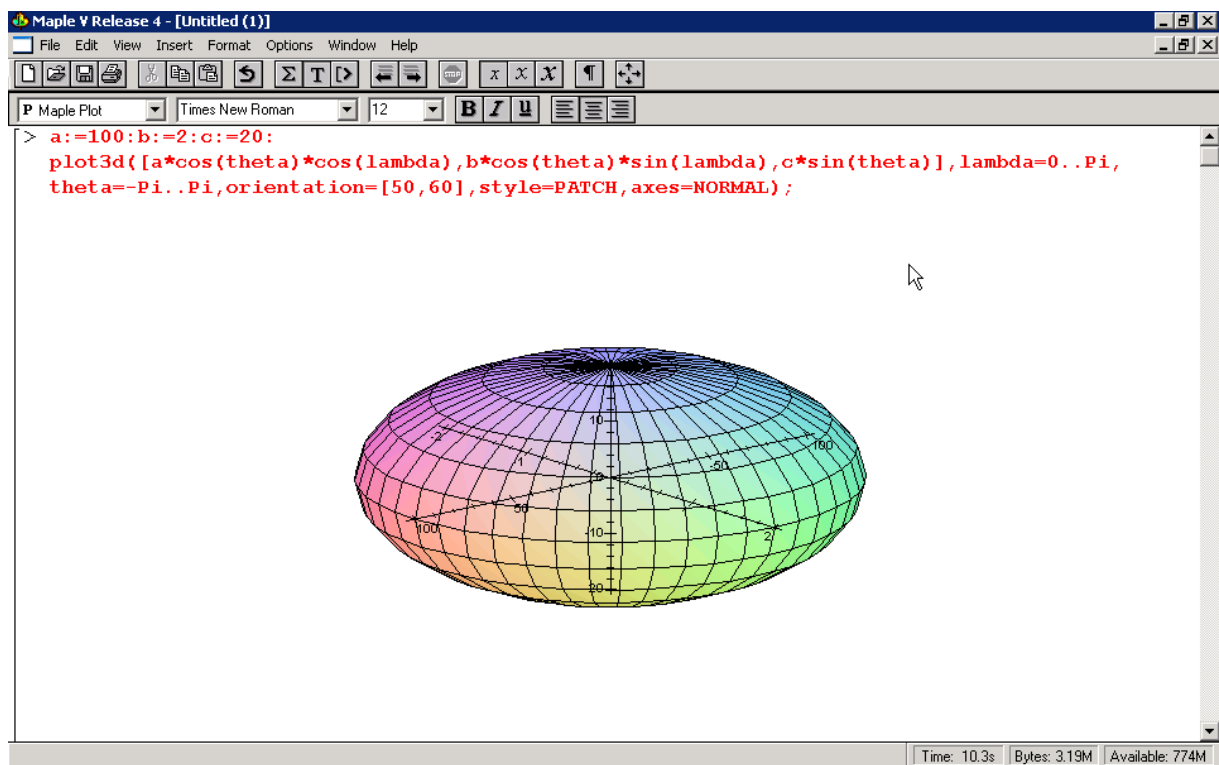 Maple V Release 4 - [Untitled (1)]
File Edit View Insert Format Options Window Help
STOP x x x ¶
P Maple Plot Times New Roman 12 B I u
> a:=100:b:=2:c:=20:
plot3d([a*cos(theta)*cos(lambda),b*cos(theta)*sin(lambda),c*sin(theta)],lambda=0..Pi,
theta=-Pi..Pi,orientation=[50,60],style=PATCH,axes=NORMAL);
10
-2
100
-1
-50
0
50
100
-10
2
-20
Time: 10.3s Bytes: 3.19M Available: 774M